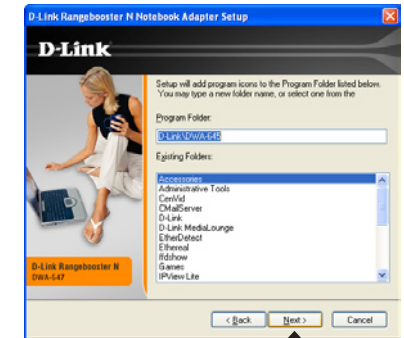 D-Link Rangebooster N Notebook Adapter Setup
D-Link
Setup will add program icons to the Program Folder listed below.
You may type a new folder name, or select one from the
Program Folder:
D-Link\DWA-645
Existing Folders:
Accessories
Administrative Tools
CenVid
CMailServer
D-Link
D-Link MediaLounge
EtherDetect
Ethereal
ffdshow
Games
IPView Lite
D-Link Rangebooster N
DWA-547
< Back
Next >
Cancel